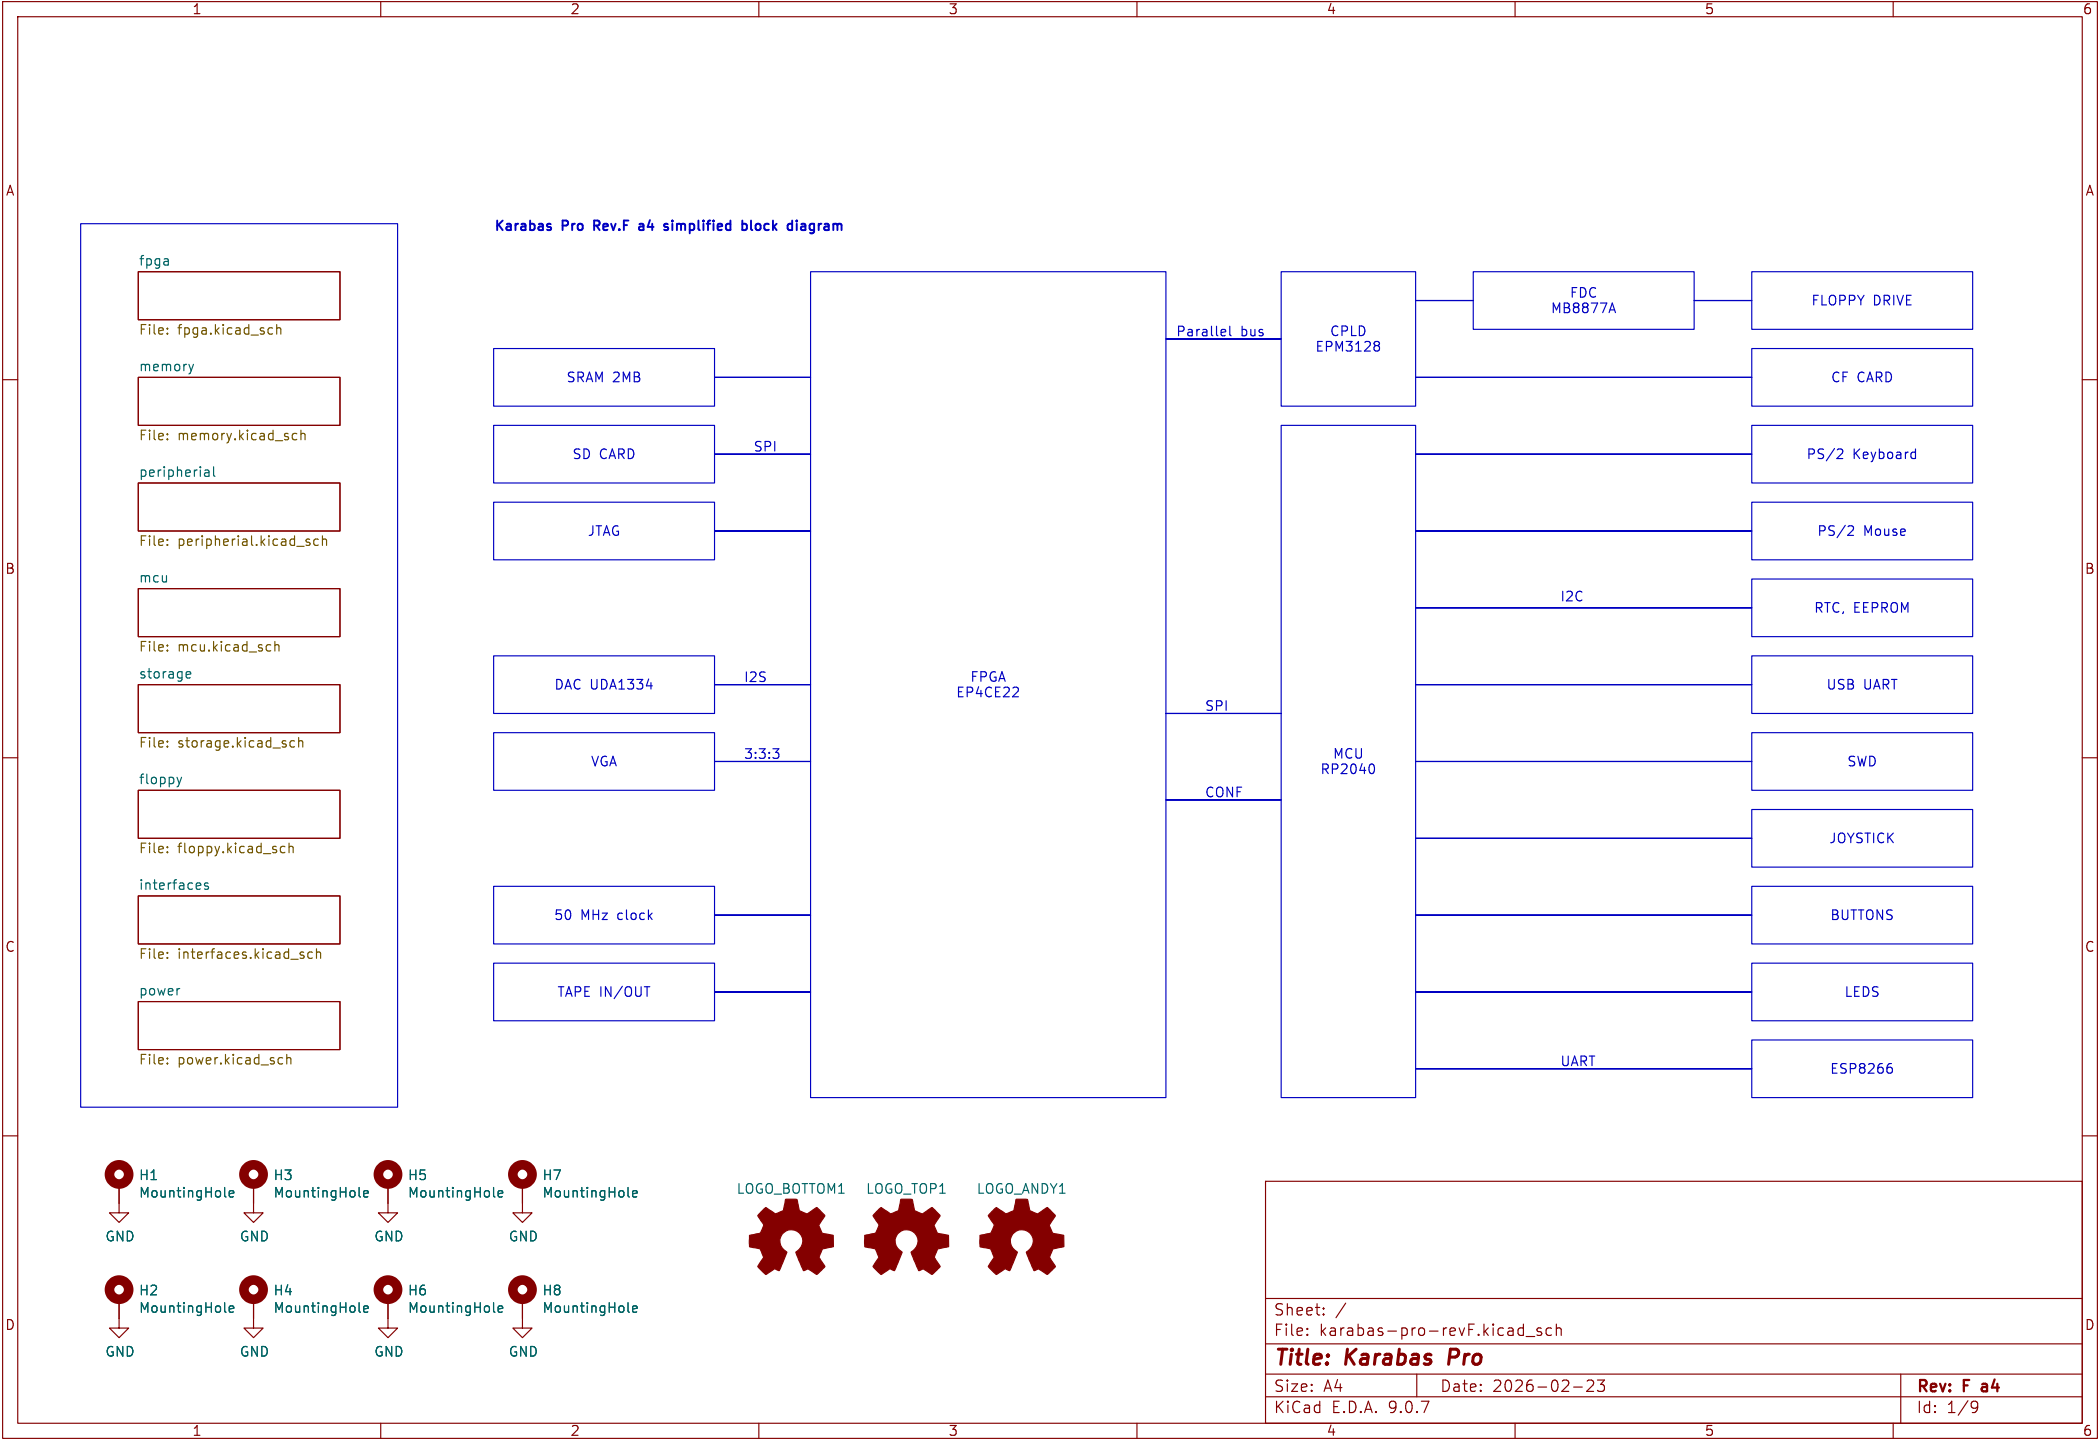 1 2 3 4 5 6
A
B
C
D
A
B
C
D
fpga
File: fpga.kicad_sch
memory
File: memory.kicad_sch
peripherial
File: peripherial.kicad_sch
mcu
File: mcu.kicad_sch
storage
File: storage.kicad_sch
floppy
File: floppy.kicad_sch
interfaces
File: interfaces.kicad_sch
power
File: power.kicad_sch
Karabas Pro Rev.F a4 simplified block diagram
SRAM 2MB
SD CARD
SPI
JTAG
DAC UDA1334
I2S
VGA
3:3:3
50 MHz clock
TAPE IN/OUT
FPGA
EP4CE22
Parallel bus
SPI
CONF
CPLD
EPM3128
MCU
RP2040
FDC
MB8877A
FLOPPY DRIVE
CF CARD
PS/2 Keyboard
PS/2 Mouse
I2C
RTC, EEPROM
USB UART
SWD
JOYSTICK
BUTTONS
LEDS
UART
ESP8266
H1
MountingHole
GND
H3
MountingHole
GND
H5
MountingHole
GND
H7
MountingHole
GND
H2
MountingHole
GND
H4
MountingHole
GND
H6
MountingHole
GND
H8
MountingHole
GND
LOGO_BOTTOM1
LOGO_TOP1
LOGO_ANDY1
Sheet: /
File: karabas-pro-revF.kicad_sch
Title: Karabas Pro
Size: A4 Date: 2026-02-23 Rev: F a4
KiCad E.D.A. 9.0.7 Id: 1/9
1 2 3 4 5 6